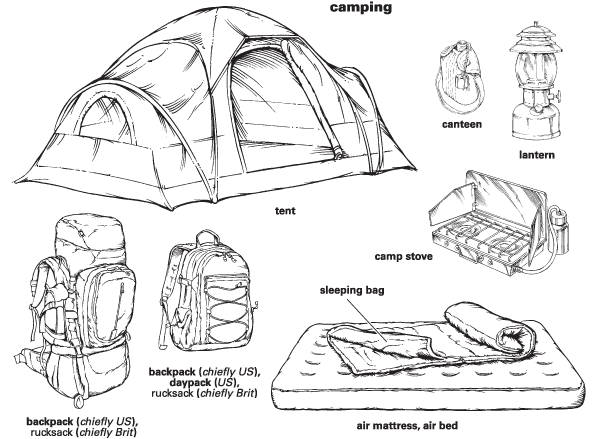 camping
canteen
lantern
tent
camp stove
sleeping bag
backpack (chiefly US),
daypack (US),
rucksack (chiefly Brit)
backpack (chiefly US),
rucksack (chiefly Brit)
air mattress, air bed